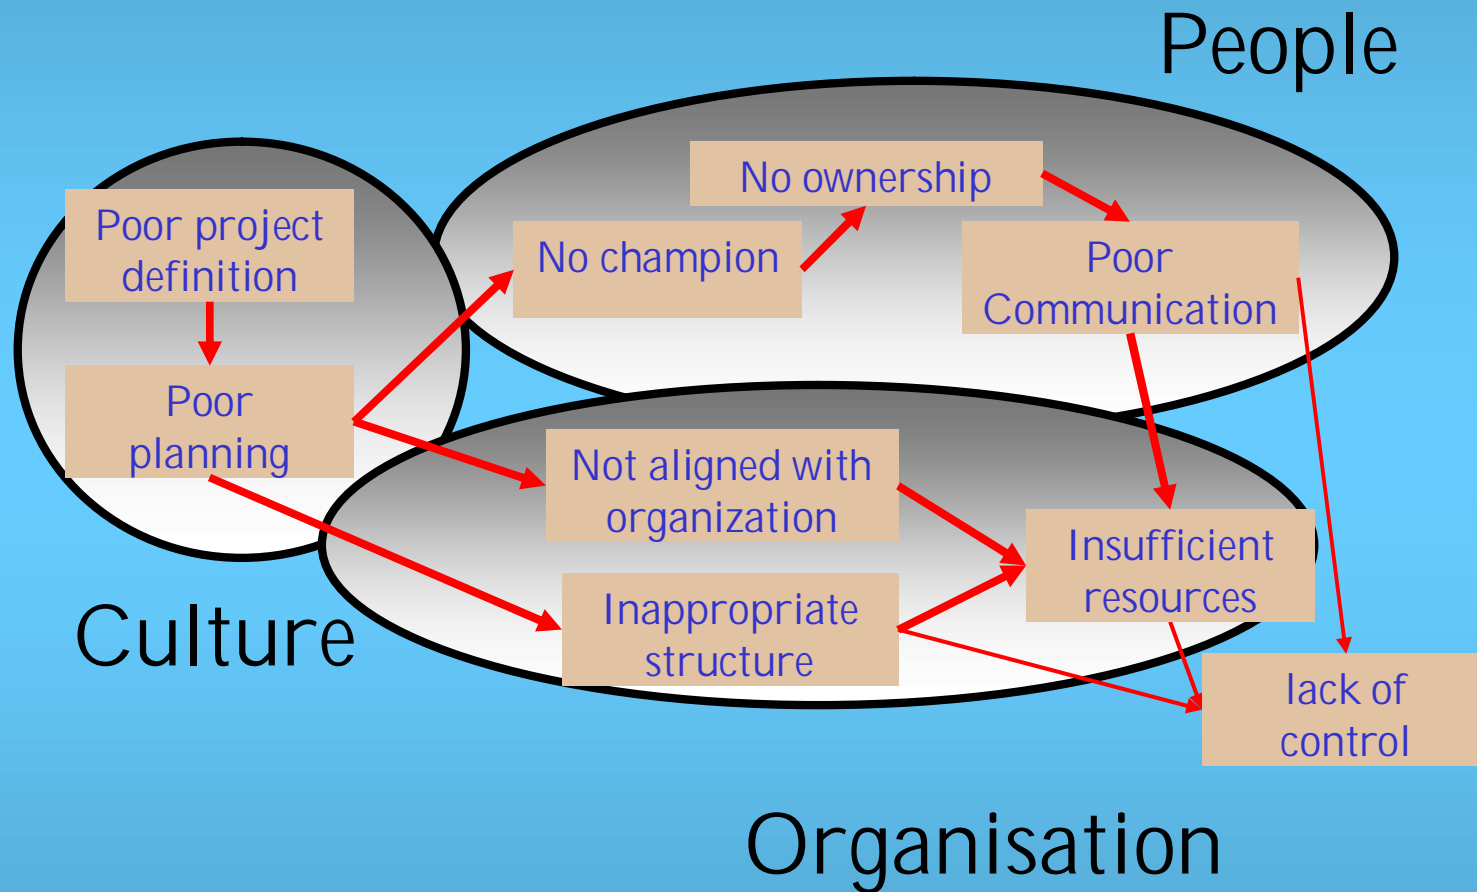 People
No ownership
Poor project
definition
No champion
Poor
Communication
Poor
planning
Not aligned with
organization
Insufficient
resources
Inappropriate
structure
Culture
lack of
control
Organisation